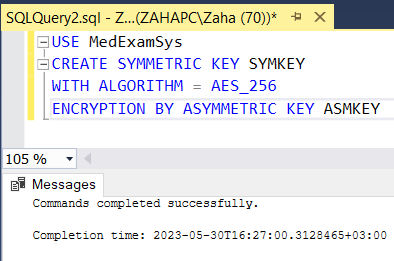 SQLQuery2.sql - Z...(ZAHAPC\Zaha (70))*
USE MedExamSys
CREATE SYMMETRIC KEY SYMKEY
WITH ALGORITHM = AES_256
ENCRYPTION BY ASYMMETRIC KEY ASMKEY
105 %
Messages
Commands completed successfully.
Completion time: 2023-05-30T16:27:00.3128465+03:00